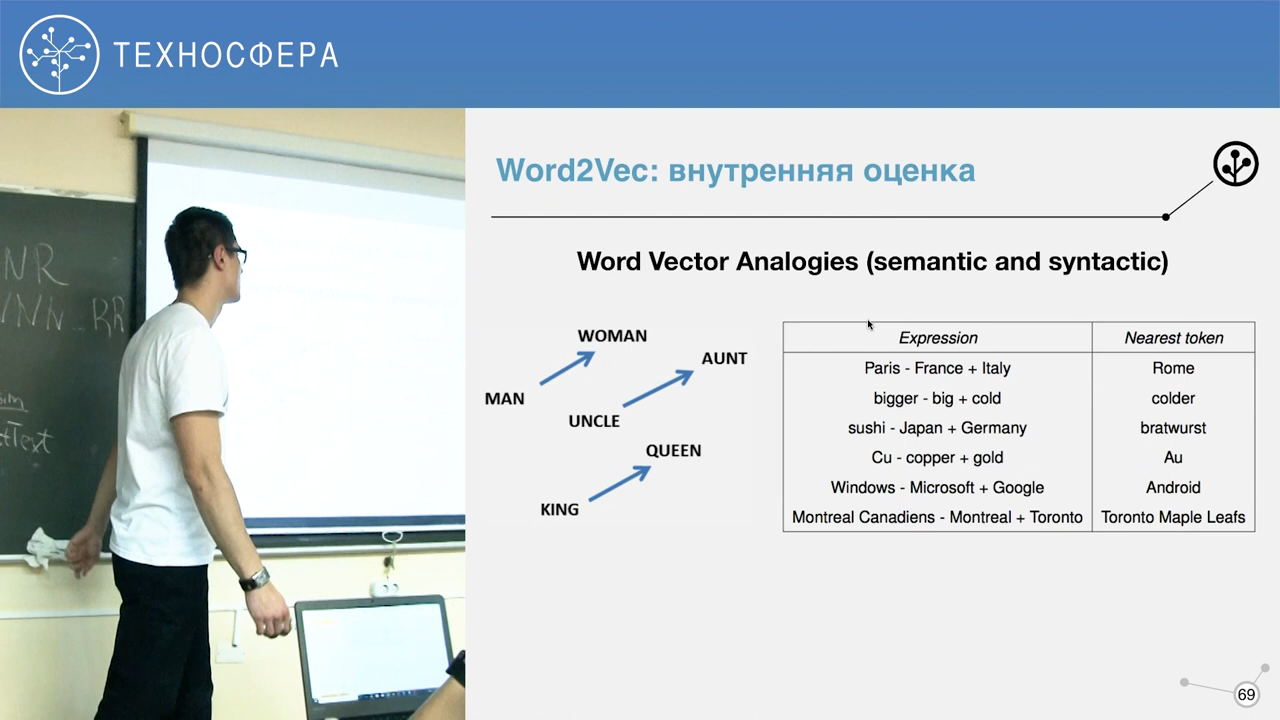 ТЕХНОСФЕРА
NR
RR
Word2Vec: внутренняя оценка
Word Vector Analogies (semantic and syntactic)
WOMAN
AUNT
MAN
UNCLE
QUEEN
KING
Expression Nearest token
Paris - France + Italy Rome
bigger - big + cold colder
sushi - Japan + Germany bratwurst
Cu - copper + gold Au
Windows - Microsoft + Google Android
Montreal Canadiens - Montreal + Toronto Toronto Maple Leafs
69